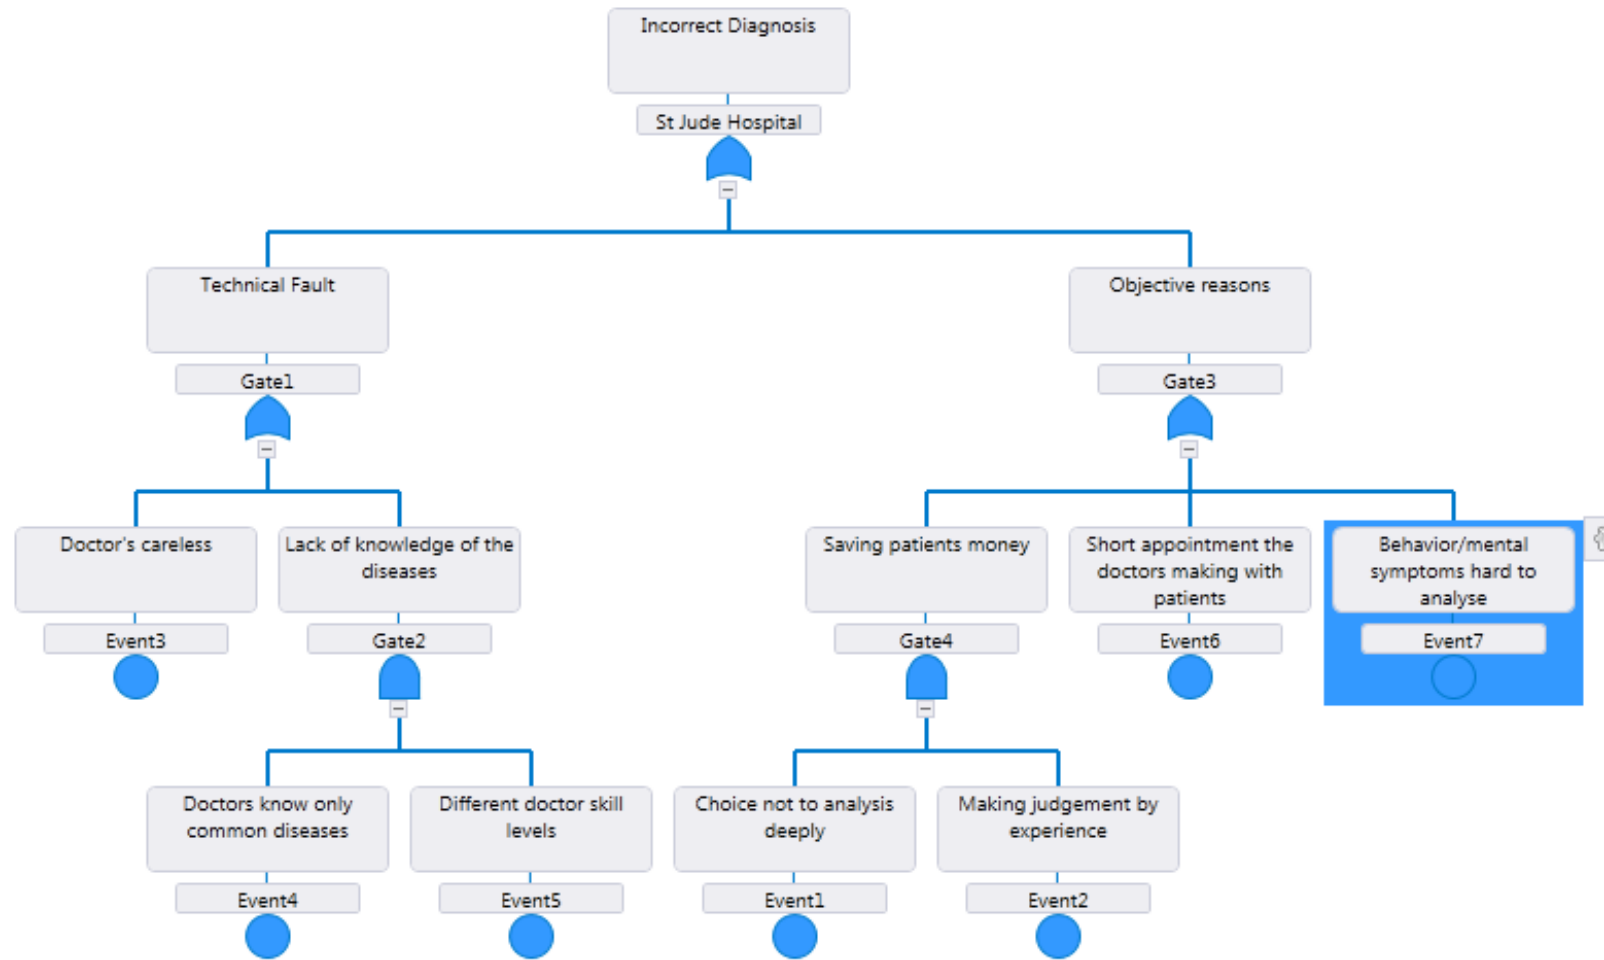 Incorrect Diagnosis
St Jude Hospital
Technical Fault
Objective reasons
Gate1
Gate3
Doctor's careless
Lack of knowledge of the
diseases
Saving patients money
Short appointment the
doctors making with
patients
Behavior/mental
symptoms hard to
analyse
Event3
Gate2
Gate4
Event6
Event7
Doctors know only
common diseases
Different doctor skill
levels
Choice not to analysis
deeply
Making judgement by
experience
Event4
Event5
Event1
Event2